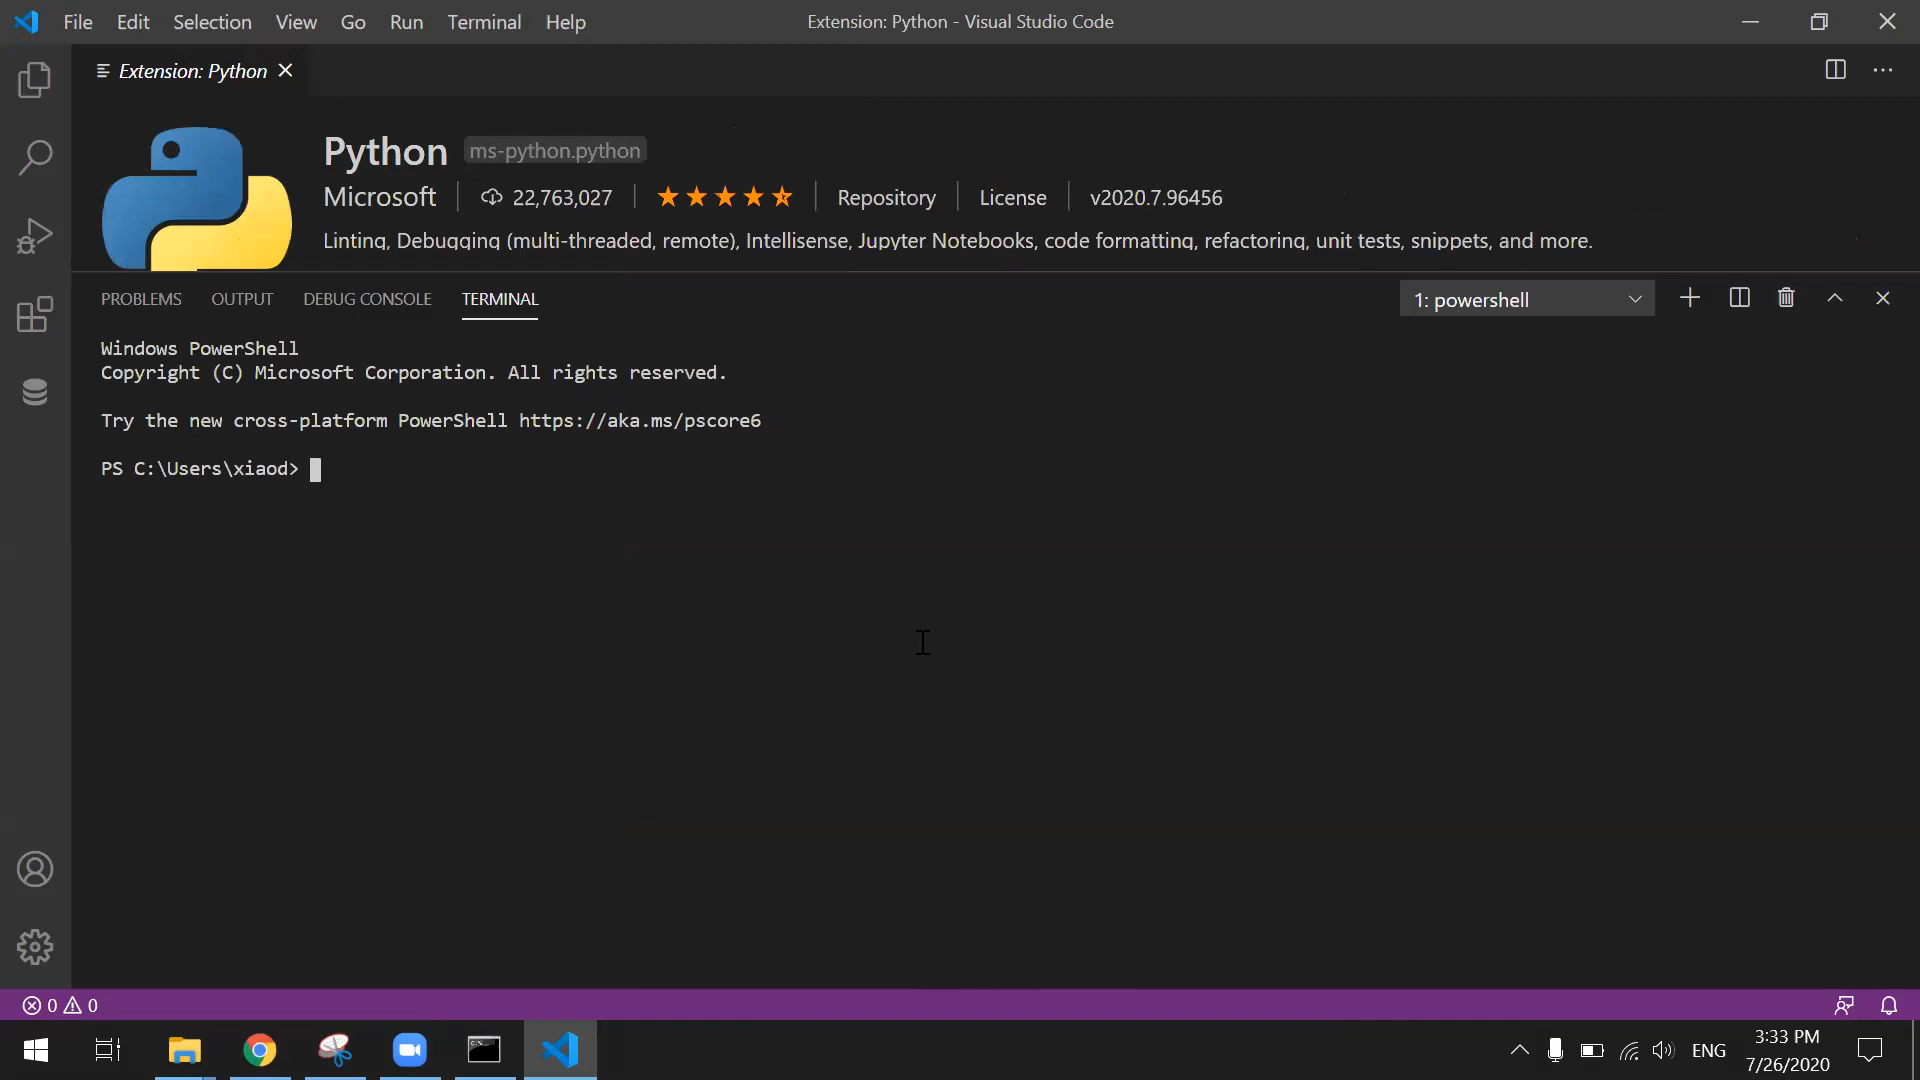 File Edit Selection View Go Run Terminal Help Extension: Python - Visual Studio Code
Extension: Python
Python ms-python.python
Microsoft 22,763,027 Repository License v2020.7.96456
Linting, Debugging (multi-threaded, remote), Intellisense, Jupyter Notebooks, code formatting, refactoring, unit tests, snippets, and more.
PROBLEMS OUTPUT DEBUG CONSOLE TERMINAL 1: powershell
Windows PowerShell
Copyright (C) Microsoft Corporation. All rights reserved.
Try the new cross-platform PowerShell https://aka.ms/pscore6
PS C:\Users\xiaod>
0 0
ENG 3:33 PM
7/26/2020